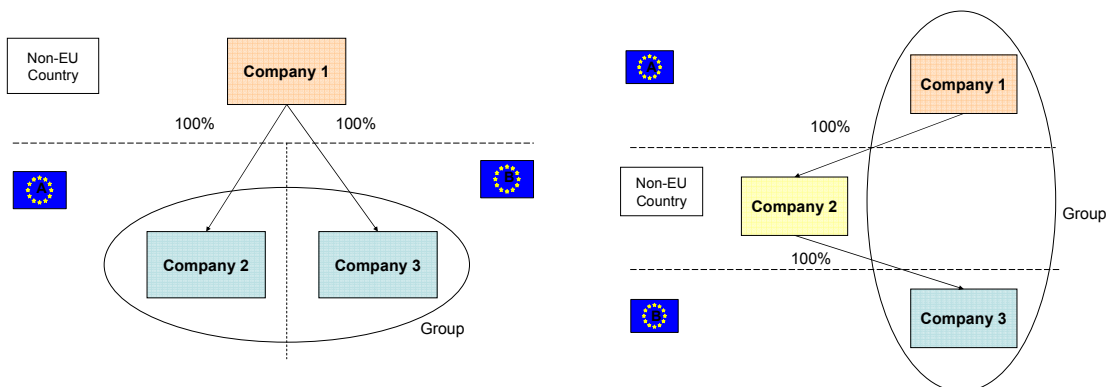 Non-EU
Country
Company 1
100%
100%
A
B
Company 2
Company 3
Group
A
Company 1
100%
Non-EU
Country
Company 2
Group
100%
B
Company 3